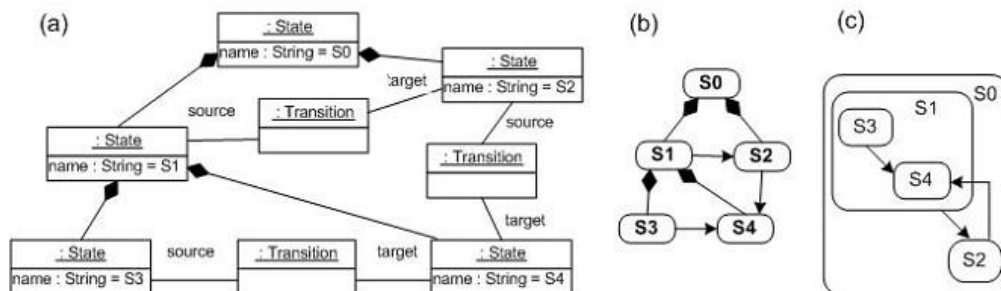 (a)
: State
name : String = S0
: State
name : String = S2
target
source
: Transition
source
: State
name : String = S1
: Transition
target
: State
name : String = S3
source
: Transition
target
: State
name : String = S4
(b)
S0
S1
S2
S3
S4
(c)
S0
S1
S3
S4
S2